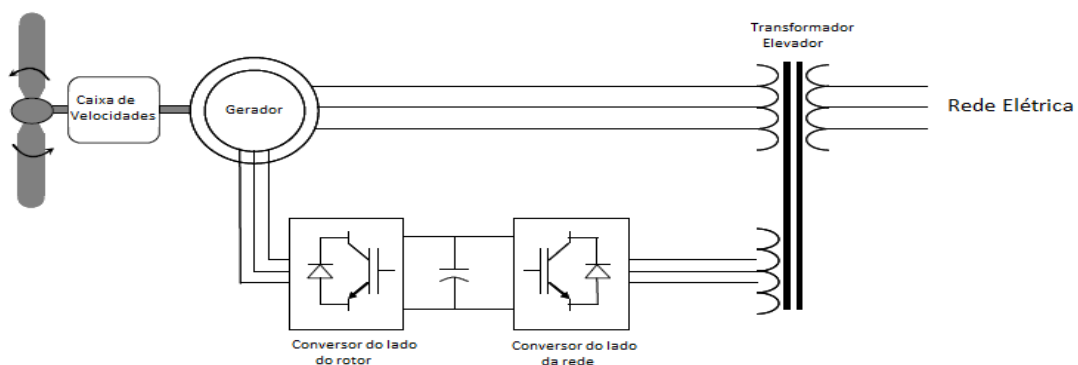 Transformador
Elevador
Caixa de
Velocidades
Gerador
Rede Elétrica
Conversor do lado
do rotor
Conversor do lado
da rede